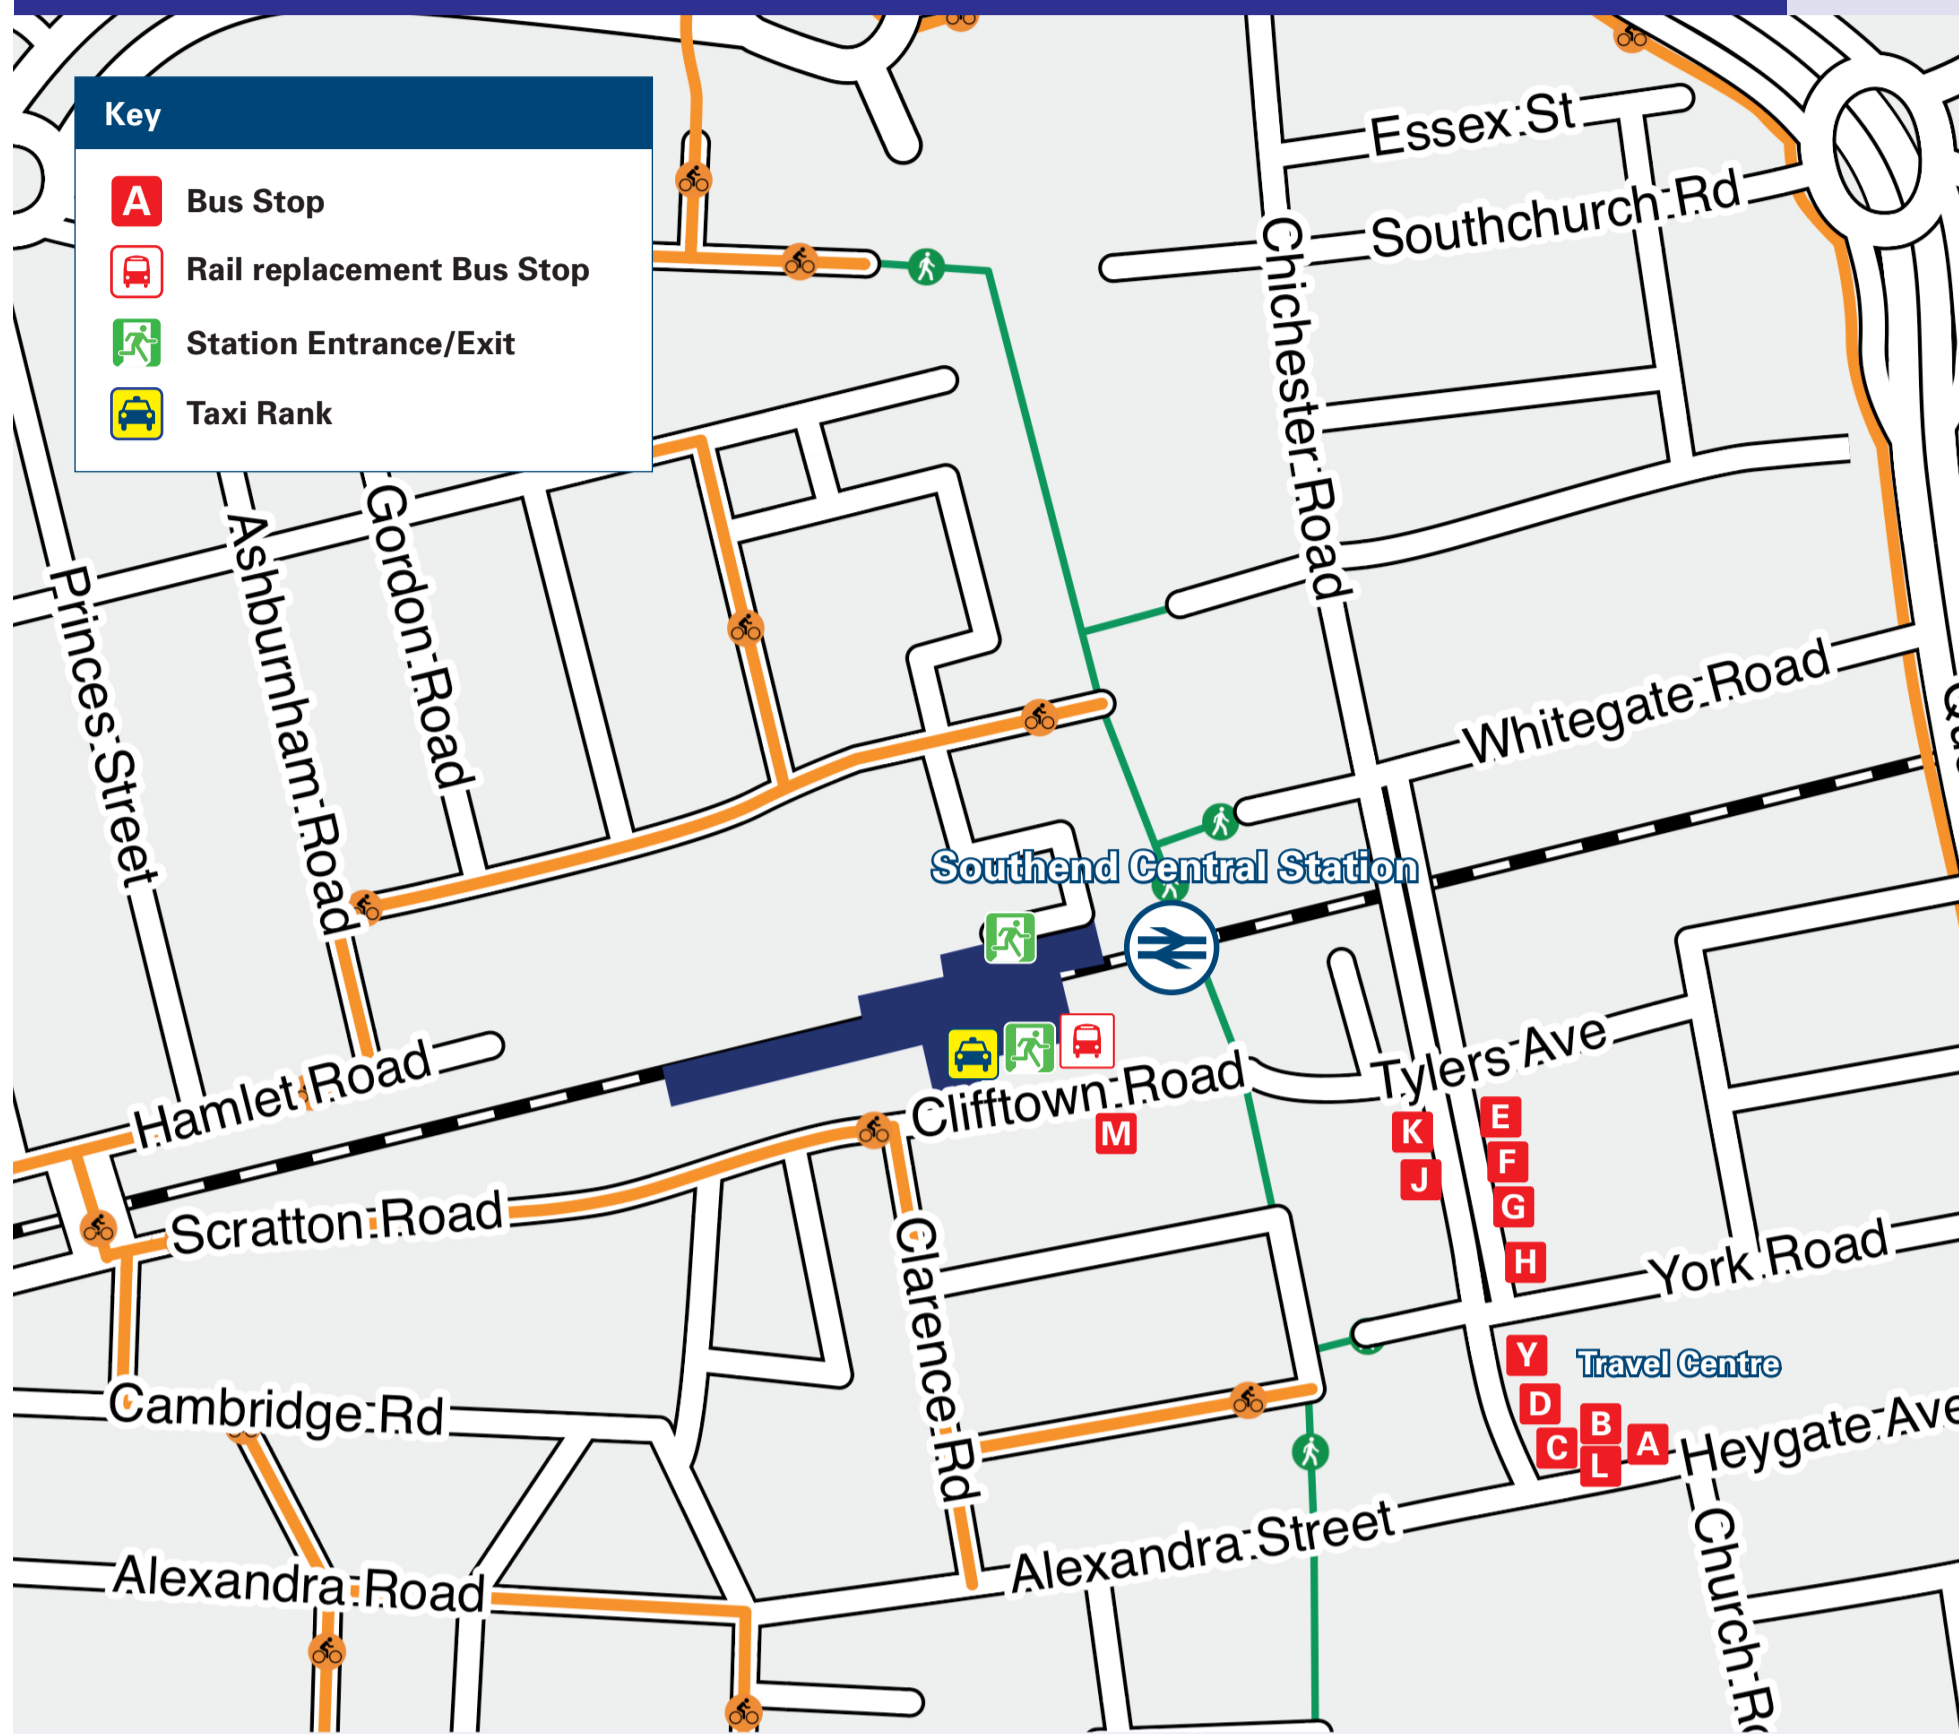 Key
A Bus Stop
Rail replacement Bus Stop
Station Entrance/Exit
Taxi Rank
Essex St
Southchurch Rd
Chichester Road
Gordon Road
Ashburnham Road
Princes Street
Whitegate Road
Southend Central Station
Hamlet Road
Clifftown Road
Tylers Ave
M
K
J
E
F
G
H
Scratton Road
Clarence Rd
York Road
Y
Travel Centre
D
B
A
C
L
Heygate Ave
Cambridge Rd
Alexandra Street
Alexandra Road
Church R